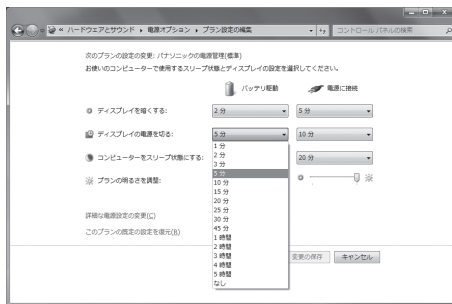 « ハードウェアとサウンド ▸ 電源オプション ▸ プラン設定の編集
コントロール パネルの検索
次のプランの設定の変更: パナソニックの電源管理(標準)
お使いのコンピューターで使用するスリープ状態とディスプレイの設定を選択してください。
バッテリ駆動 電源に接続
ディスプレイを暗くする: 2 分 5 分
ディスプレイの電源を切る: 5 分 10 分
コンピューターをスリープ状態にする: 20 分
プランの明るさを調整:
1 分
2 分
3 分
5 分
10 分
15 分
20 分
25 分
30 分
45 分
1 時間
2 時間
3 時間
4 時間
5 時間
なし
詳細な電源設定の変更(C)
このプランの既定の設定を復元(R)
変更の保存 キャンセル